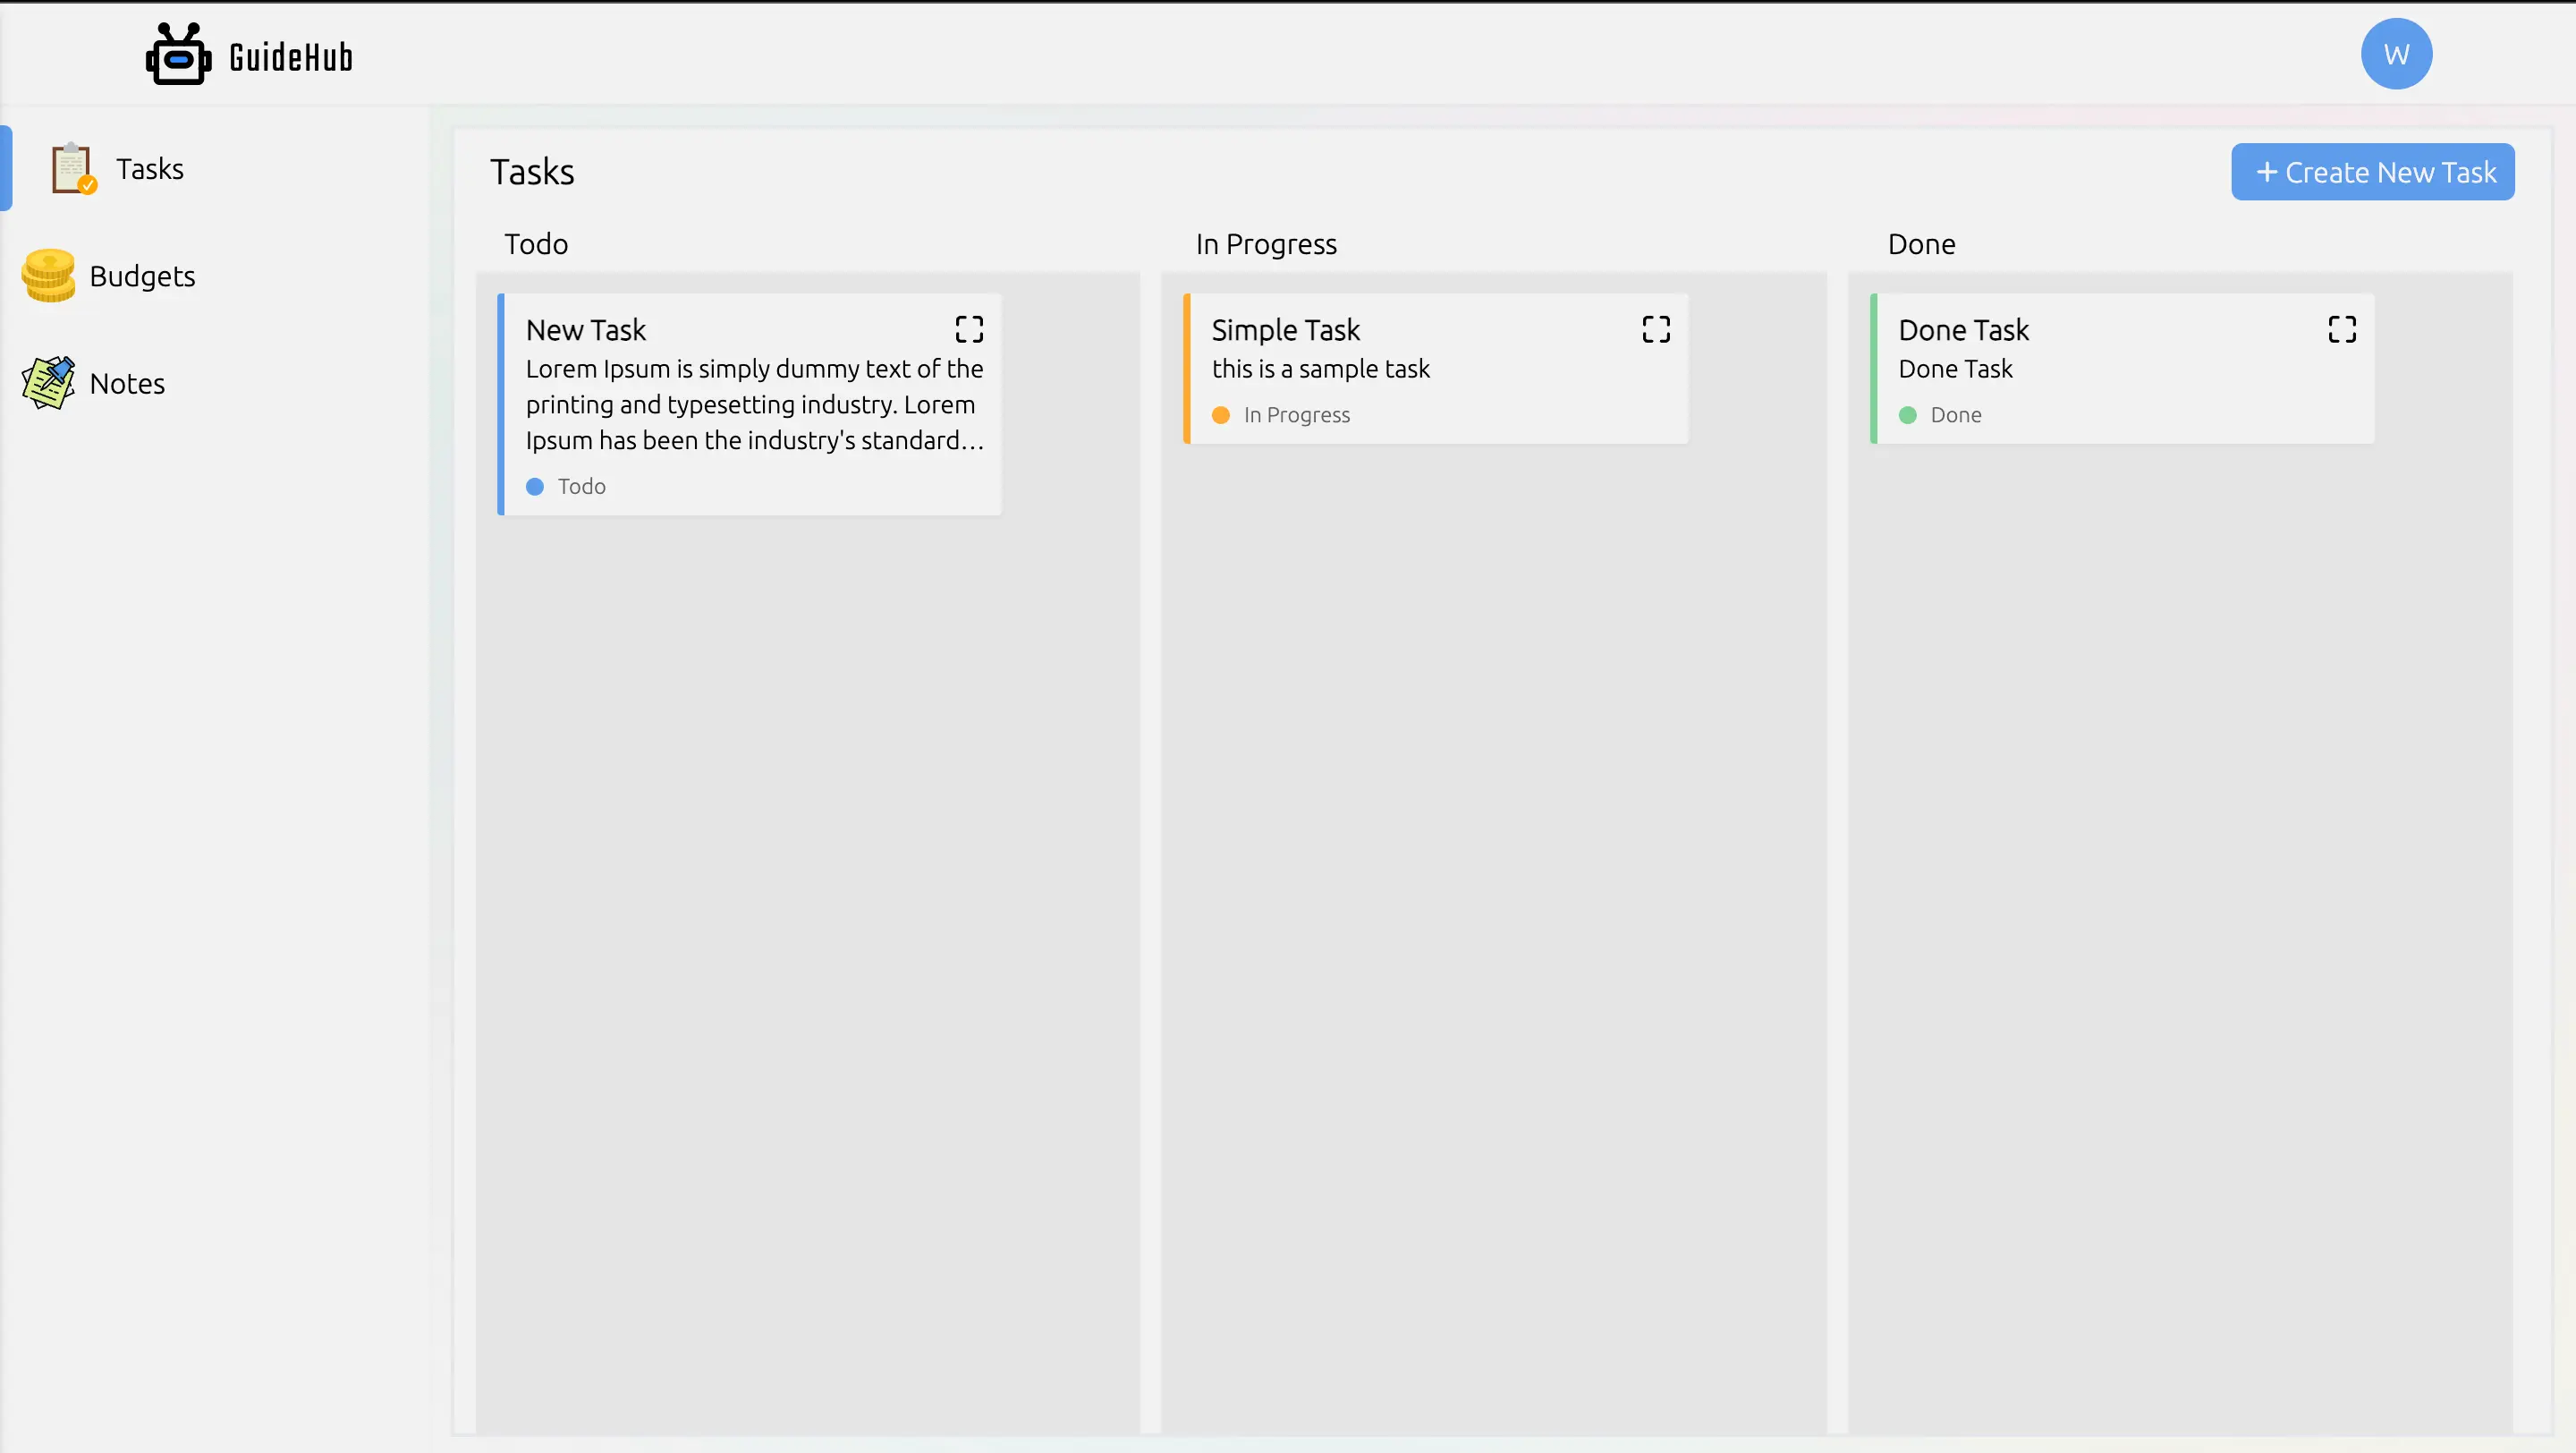 GuideHub
W
Tasks
Budgets
Notes
Tasks
+ Create New Task
Todo
In Progress
Done
New Task
Lorem Ipsum is simply dummy text of the
printing and typesetting industry. Lorem
Ipsum has been the industry's standard...
Todo
Simple Task
this is a sample task
In Progress
Done Task
Done Task
Done